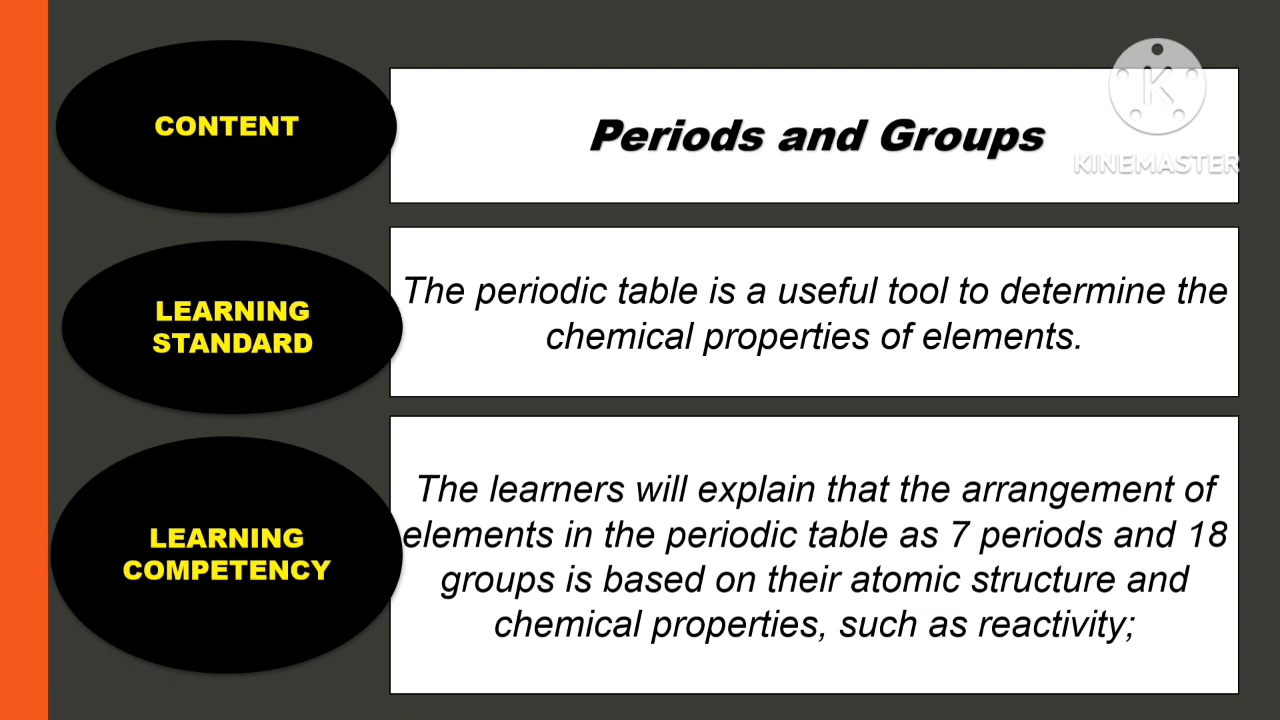 CONTENT
Periods and Groups
K
KINEMASTER
LEARNING
STANDARD
The periodic table is a useful tool to determine the
chemical properties of elements.
LEARNING
COMPETENCY
The learners will explain that the arrangement of
elements in the periodic table as 7 periods and 18
groups is based on their atomic structure and
chemical properties, such as reactivity;